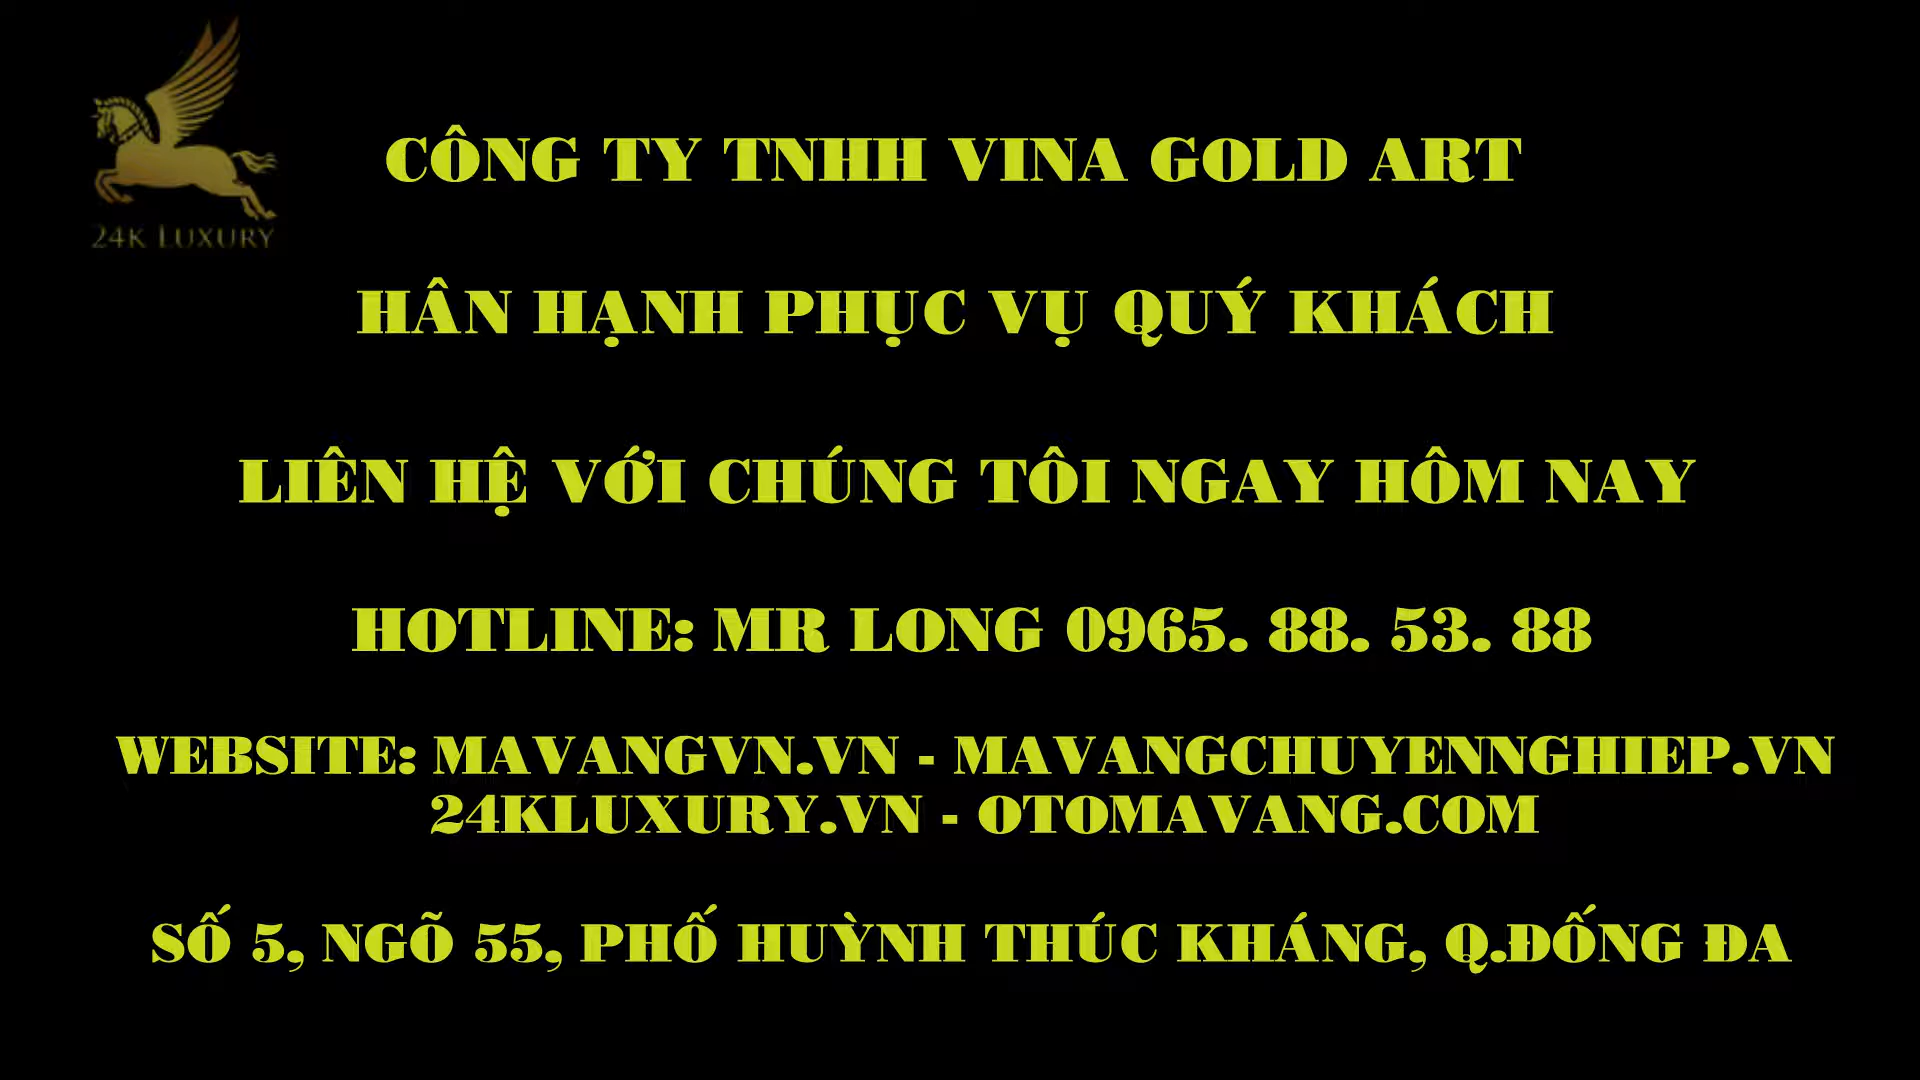 24K LUXURY
CÔNG TY TNHH VINA GOLD ART
HÂN HẠNH PHỤC VỤ QUÝ KHÁCH
LIÊN HỆ VỚI CHÚNG TÔI NGAY HÔM NAY
HOTLINE: MR LONG 0965. 88. 53. 88
WEBSITE: MAVANGVN.VN - MAVANGCHUYENNGHIEP.VN
24KLUXURY.VN - OTOMAVANG.COM
SỐ 5, NGÕ 55, PHỐ HUỲNH THÚC KHÁNG, Q.ĐỐNG ĐA